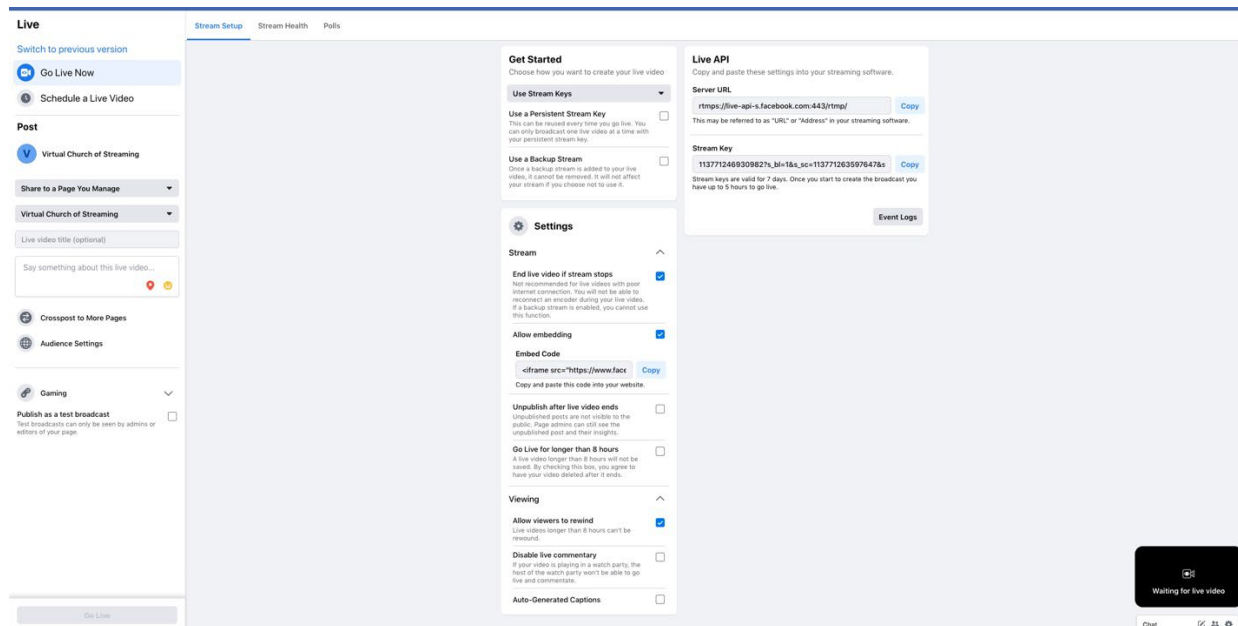 Live
Switch to previous version
Go Live Now
Schedule a Live Video
Post
V
Virtual Church of Streaming
Share to a Page You Manage
Virtual Church of Streaming
Live video title (optional)
Say something about this live video...
Crosspost to More Pages
Audience Settings
Gaming
Publish as a test broadcast
Test broadcasts can only be seen by admins or
editors of your page.
Go Live
Stream Setup Stream Health Polls
Get Started
Choose how you want to create your live video
Use Stream Keys
Use a Persistent Stream Key
This can be reused every time you go live. You
can only broadcast one live video at a time with
your persistent stream key.
Use a Backup Stream
Once a backup stream is added to your live
video, it cannot be removed. It will not affect
your stream if you choose not to use it.
Settings
Stream
End live video if stream stops
Not recommended for live videos with poor
internet connection. You will not be able to
reconnect an encoder during your live video.
If a backup stream is enabled, you cannot use
this function.
Allow embedding
Embed Code
<iframe src="https://www.face Copy
Copy and paste this code into your website.
Unpublish after live video ends
Unpublished posts are not visible to the
public. Page admins can still see the
unpublished post and their insights.
Go Live for longer than 8 hours
A live video longer than 8 hours will not be
saved. By checking this box, you agree to
have your video deleted after it ends.
Viewing
Allow viewers to rewind
Live videos longer than 8 hours can't be
rewound.
Disable live commentary
If your video is playing in a watch party, the
host of the watch party won't be able to go
live and commentate.
Auto-Generated Captions
Live API
Copy and paste these settings into your streaming software.
Server URL
rtmps://live-api-s.facebook.com:443/rtmp/ Copy
This may be referred to as "URL" or "Address" in your streaming software.
Stream Key
113771246930982?s_bl=1&s_sc=113771263597647&s Copy
Stream keys are valid for 7 days. Once you start to create the broadcast you
have up to 5 hours to go live.
Event Logs
Waiting for live video
Chat